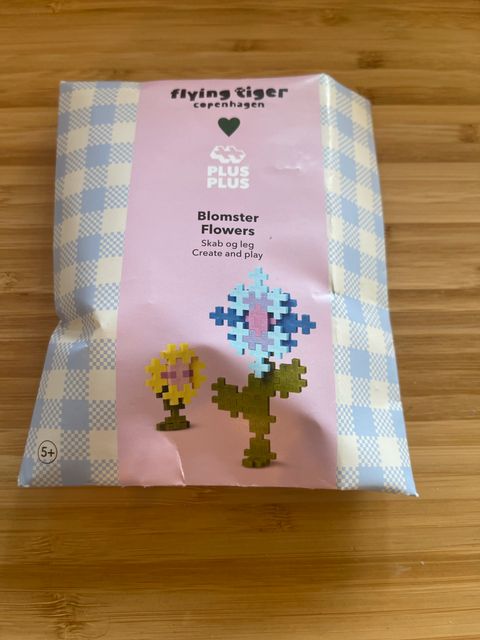 flying tiger
copenhagen
PLUS
PLUS
Blomster
Flowers
Skab og leg
Create and play
5+